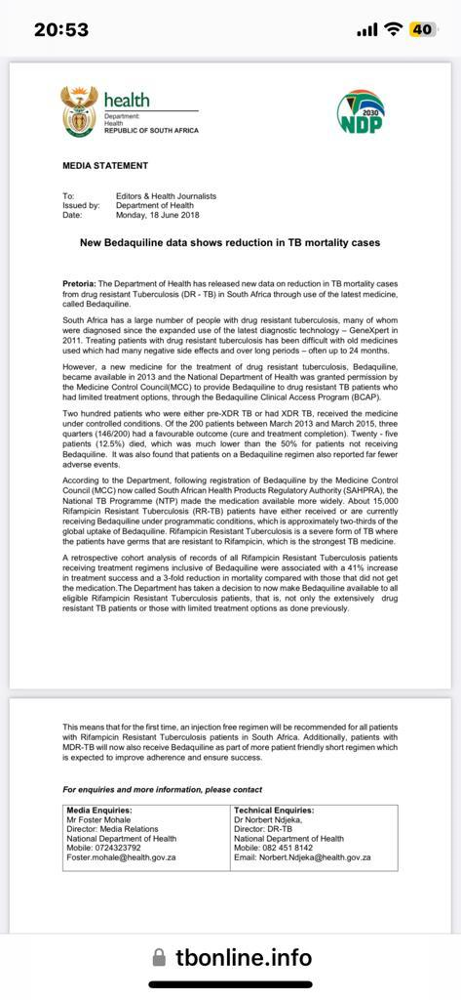 20:53
40
health
Department:
Health
REPUBLIC OF SOUTH AFRICA
2030
NDP
MEDIA STATEMENT
To: Editors & Health Journalists
Issued by: Department of Health
Date: Monday, 18 June 2018
New Bedaquiline data shows reduction in TB mortality cases
Pretoria: The Department of Health has released new data on reduction in TB mortality cases
from drug resistant Tuberculosis (DR - TB) in South Africa through use of the latest medicine,
called Bedaquiline.
South Africa has a large number of people with drug resistant tuberculosis, many of whom
were diagnosed since the expanded use of the latest diagnostic technology – GeneXpert in
2011. Treating patients with drug resistant tuberculosis has been difficult with old medicines
used which had many negative side effects and over long periods – often up to 24 months.
However, a new medicine for the treatment of drug resistant tuberculosis, Bedaquiline,
became available in 2013 and the National Department of Health was granted permission by
the Medicine Control Council(MCC) to provide Bedaquiline to drug resistant TB patients who
had limited treatment options, through the Bedaquiline Clinical Access Program (BCAP).
Two hundred patients who were either pre-XDR TB or had XDR TB, received the medicine
under controlled conditions. Of the 200 patients between March 2013 and March 2015, three
quarters (146/200) had a favourable outcome (cure and treatment completion). Twenty - five
patients (12.5%) died, which was much lower than the 50% for patients not receiving
Bedaquiline. It was also found that patients on a Bedaquiline regimen also reported far fewer
adverse events.
According to the Department, following registration of Bedaquiline by the Medicine Control
Council (MCC) now called South African Health Products Regulatory Authority (SAHPRA), the
National TB Programme (NTP) made the medication available more widely. About 15,000
Rifampicin Resistant Tuberculosis (RR-TB) patients have either received or are currently
receiving Bedaquiline under programmatic conditions, which is approximately two-thirds of the
global uptake of Bedaquiline. Rifampicin Resistant Tuberculosis is a severe form of TB where
the patients have germs that are resistant to Rifampicin, which is the strongest TB medicine.
A retrospective cohort analysis of records of all Rifampicin Resistant Tuberculosis patients
receiving treatment regimens inclusive of Bedaquiline were associated with a 41% increase
in treatment success and a 3-fold reduction in mortality compared with those that did not get
the medication.The Department has taken a decision to now make Bedaquiline available to all
eligible Rifampicin Resistant Tuberculosis patients, that is, not only the extensively drug
resistant TB patients or those with limited treatment options as done previously.
This means that for the first time, an injection free regimen will be recommended for all patients
with Rifampicin Resistant Tuberculosis patients in South Africa. Additionally, patients with
MDR-TB will now also receive Bedaquiline as part of more patient friendly short regimen which
is expected to improve adherence and ensure success.
For enquiries and more information, please contact
Media Enquiries:
Mr Foster Mohale
Director: Media Relations
National Department of Health
Mobile: 0724323792
Foster.mohale@health.gov.za
Technical Enquiries:
Dr Norbert Ndjeka,
Director: DR-TB
National Department of Health
Mobile: 082 451 8142
Email: Norbert.Ndjeka@health.gov.za
tbonline.info